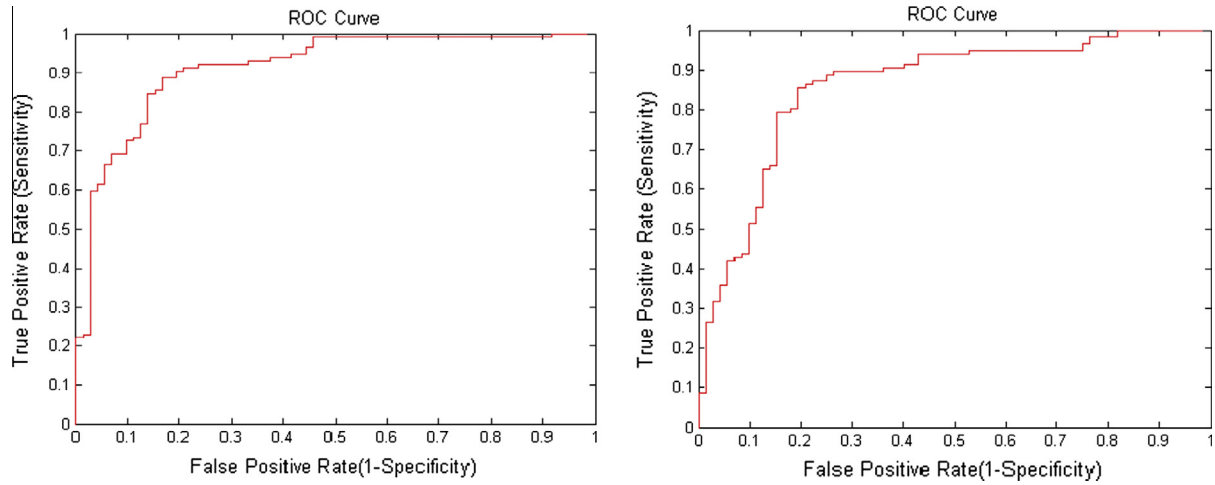 ROC Curve
True Positive Rate (Sensitivity)
1
0.9
0.8
0.7
0.6
0.5
0.4
0.3
0.2
0.1
0
0 0.1 0.2 0.3 0.4 0.5 0.6 0.7 0.8 0.9 1
False Positive Rate(1-Specificity)
ROC Curve
True Positive Rate (Sensitivity)
1
0.9
0.8
0.7
0.6
0.5
0.4
0.3
0.2
0.1
0
0 0.1 0.2 0.3 0.4 0.5 0.6 0.7 0.8 0.9 1
False Positive Rate(1-Specificity)